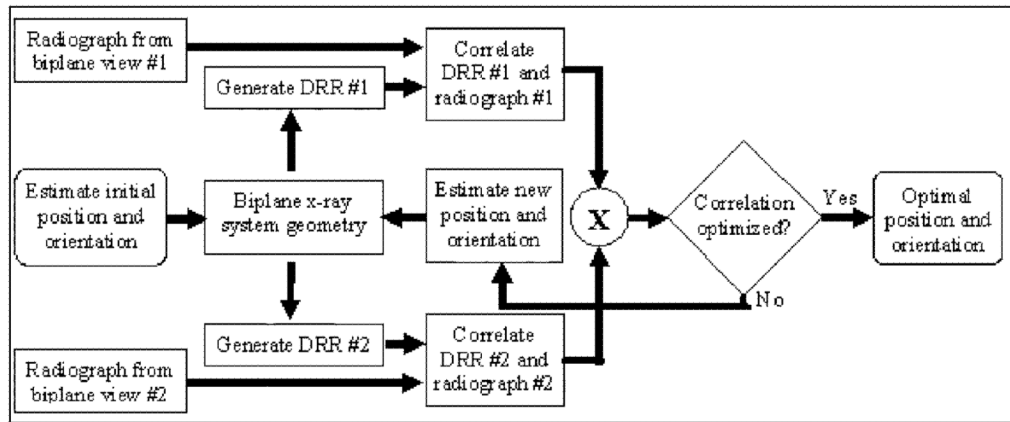 Radiograph from
biplane view #1
Generate DRR #1
Correlate
DRR #1 and
radiograph #1
Estimate initial
position and
orientation
Biplane x-ray
system geometry
Estimate new
position and
orientation
X
Correlation
optimized?
Yes
No
Optimal
position and
orientation
Generate DRR #2
Correlate
DRR #2 and
radiograph #2
Radiograph from
biplane view #2